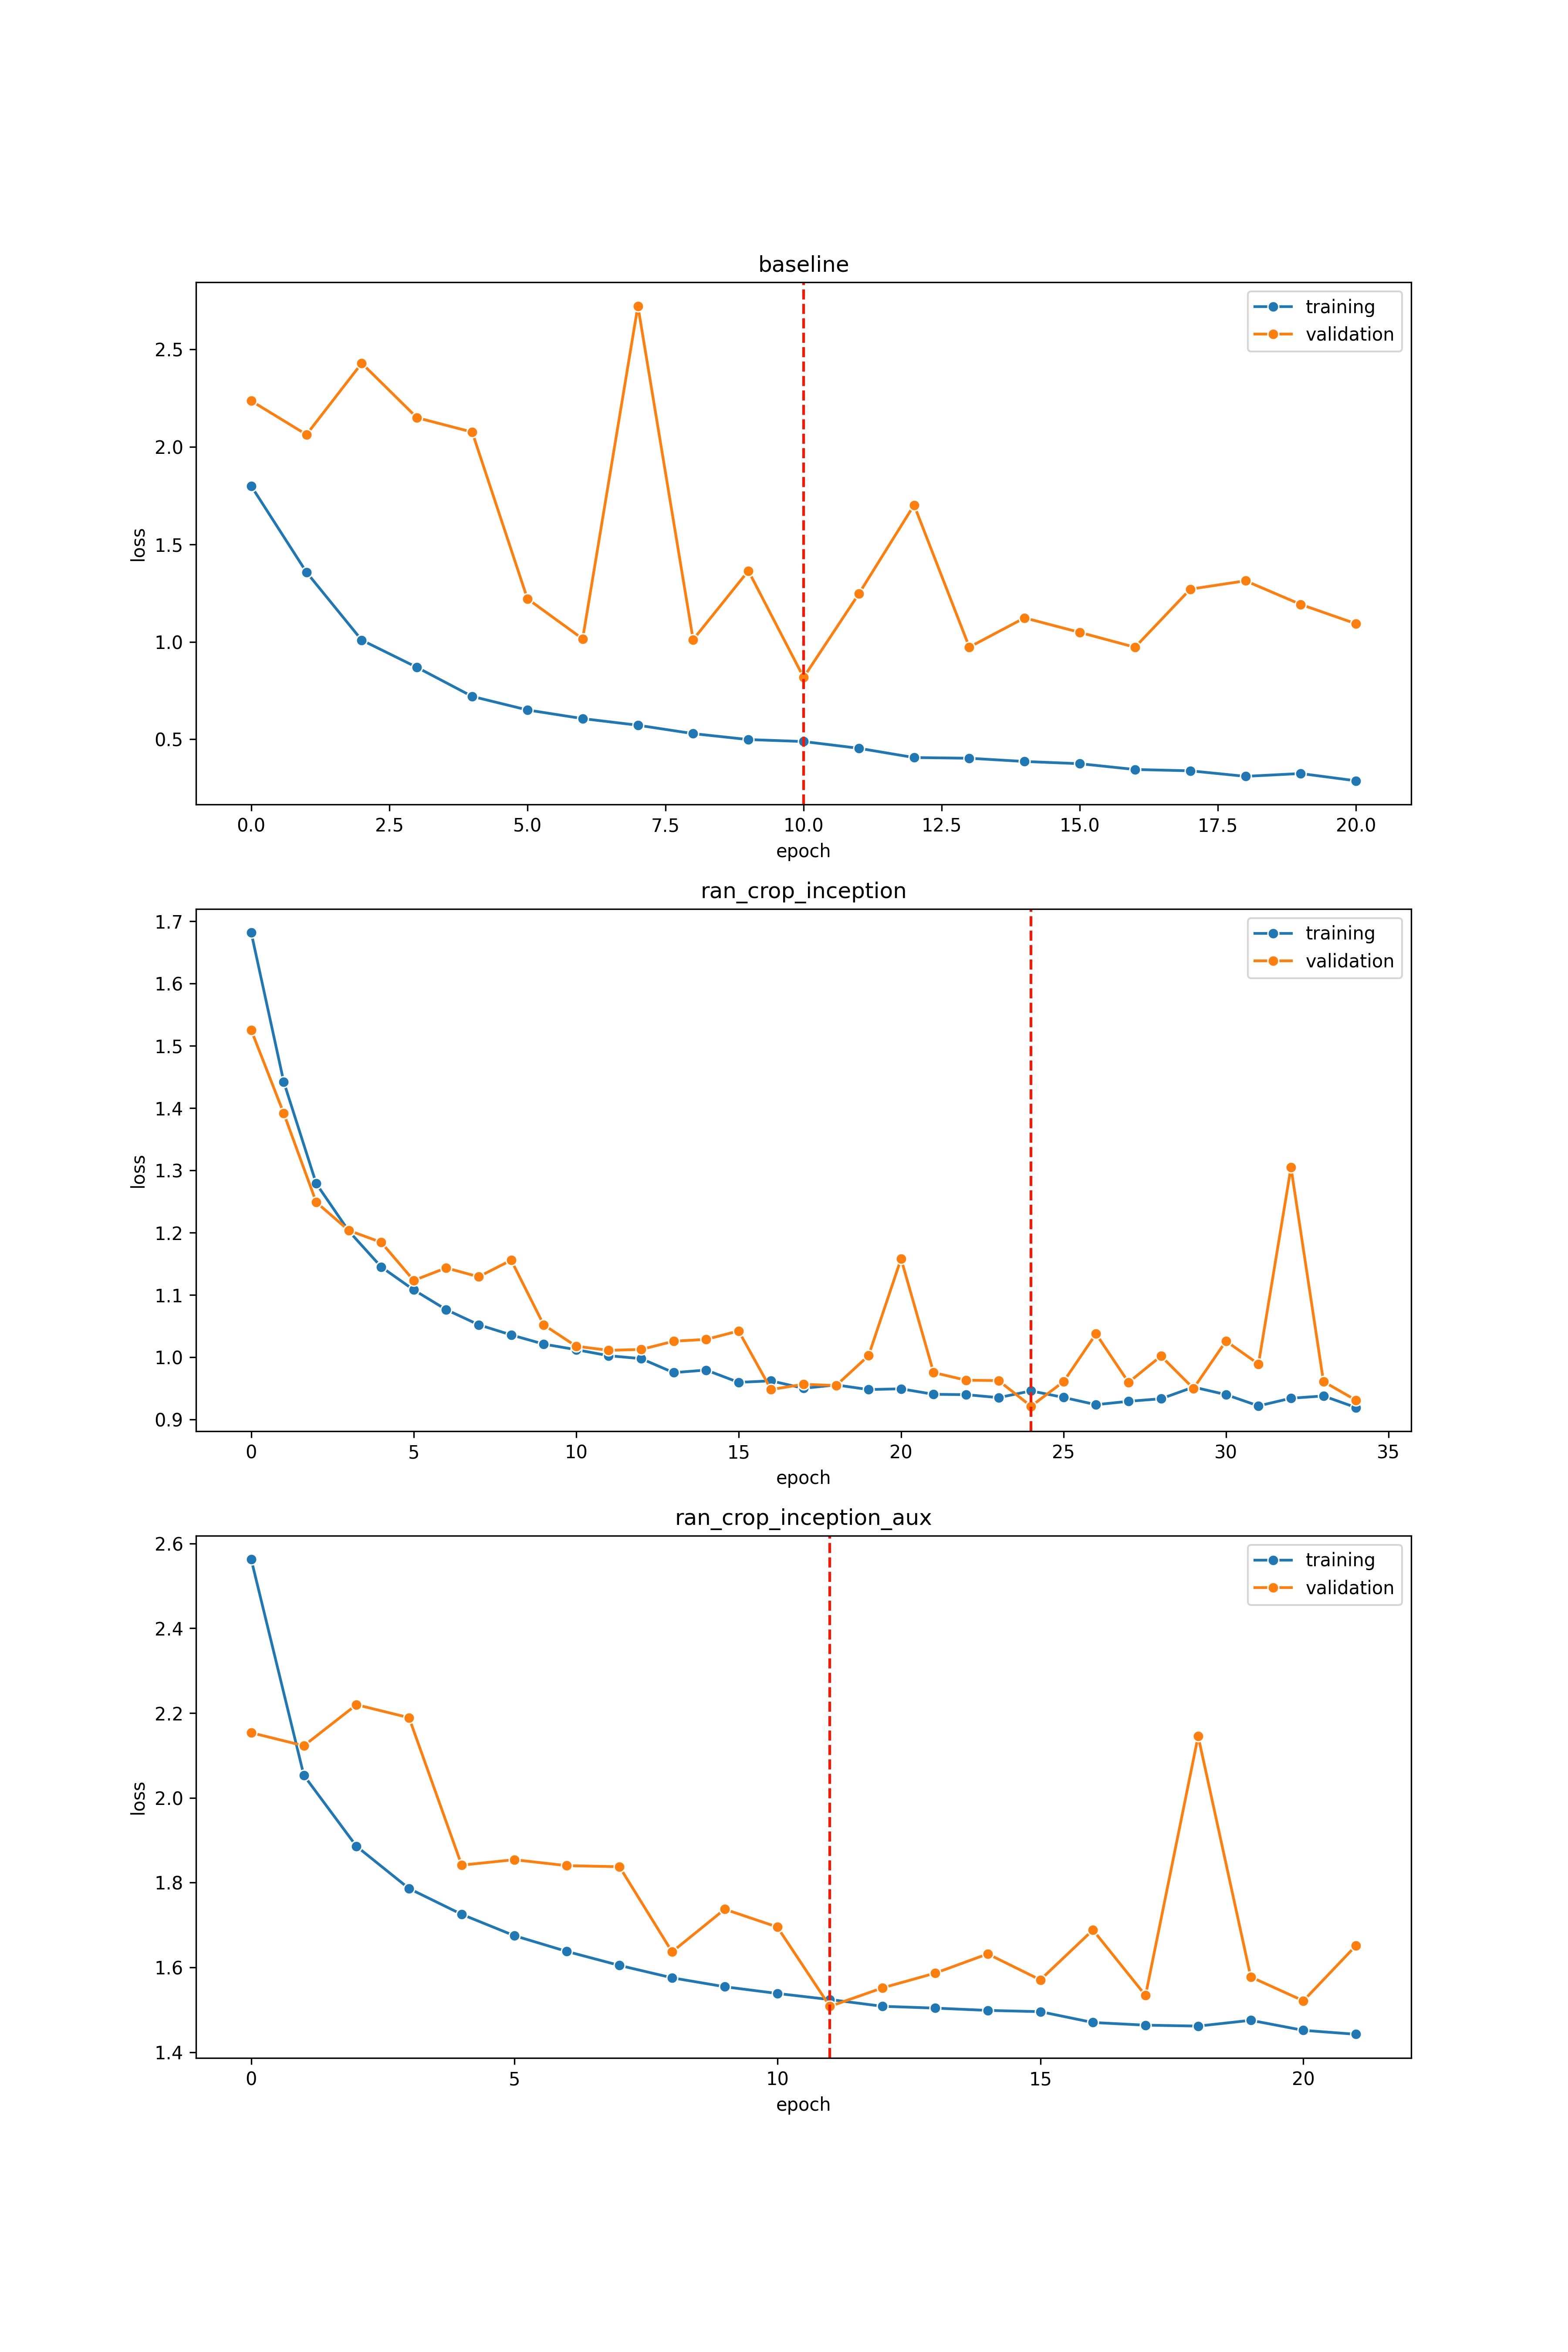 baseline
training
validation
2.5
2.0
1.5
1.0
0.5
loss
0.0 2.5 5.0 7.5 10.0 12.5 15.0 17.5 20.0
epoch
ran_crop_inception
training
validation
1.7
1.6
1.5
1.4
1.3
1.2
1.1
1.0
0.9
loss
0 5 10 15 20 25 30 35
epoch
ran_crop_inception_aux
training
validation
2.6
2.4
2.2
2.0
1.8
1.6
1.4
loss
0 5 10 15 20
epoch